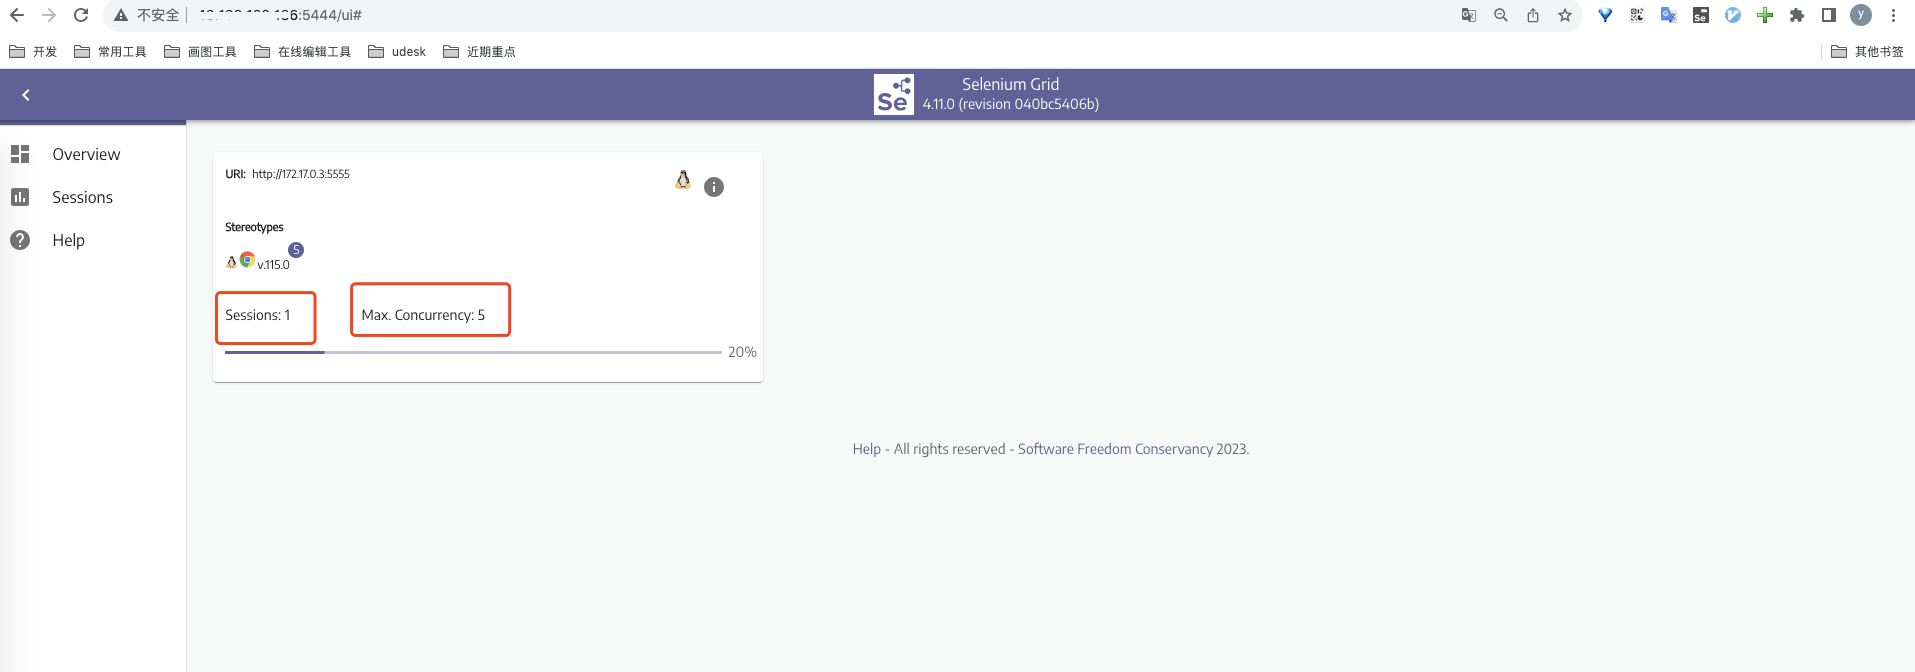 不安全 :5444/ui#
开发 常用工具 画图工具 在线编辑工具 udesk 近期重点 其他书签
Se
Selenium Grid
4.11.0 (revision 040bc5406b)
Overview
Sessions
Help
URI: http://172.17.0.3:5555
Stereotypes
5
v.115.0
Sessions: 1 Max. Concurrency: 5
20%
Help - All rights reserved - Software Freedom Conservancy 2023.